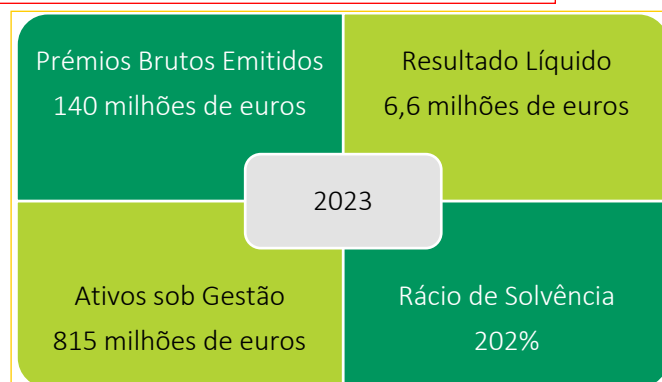 Prémios Brutos Emitidos
140 milhões de euros
Resultado Líquido
6,6 milhões de euros
2023
Ativos sob Gestão
815 milhões de euros
Rácio de Solvência
202%